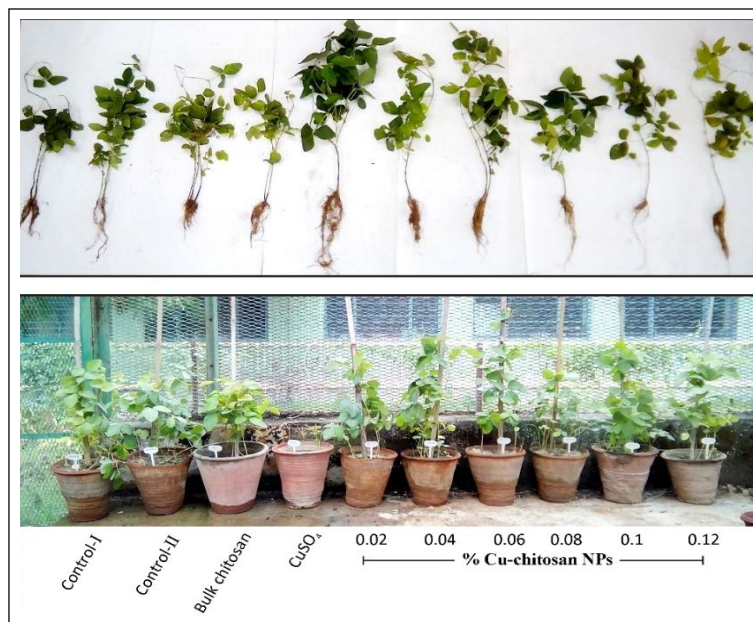 Control-I
Control-II
Bulk chitosan
CuSO₄
0.02
0.04
0.06
0.08
0.1
0.12
% Cu-chitosan NPs